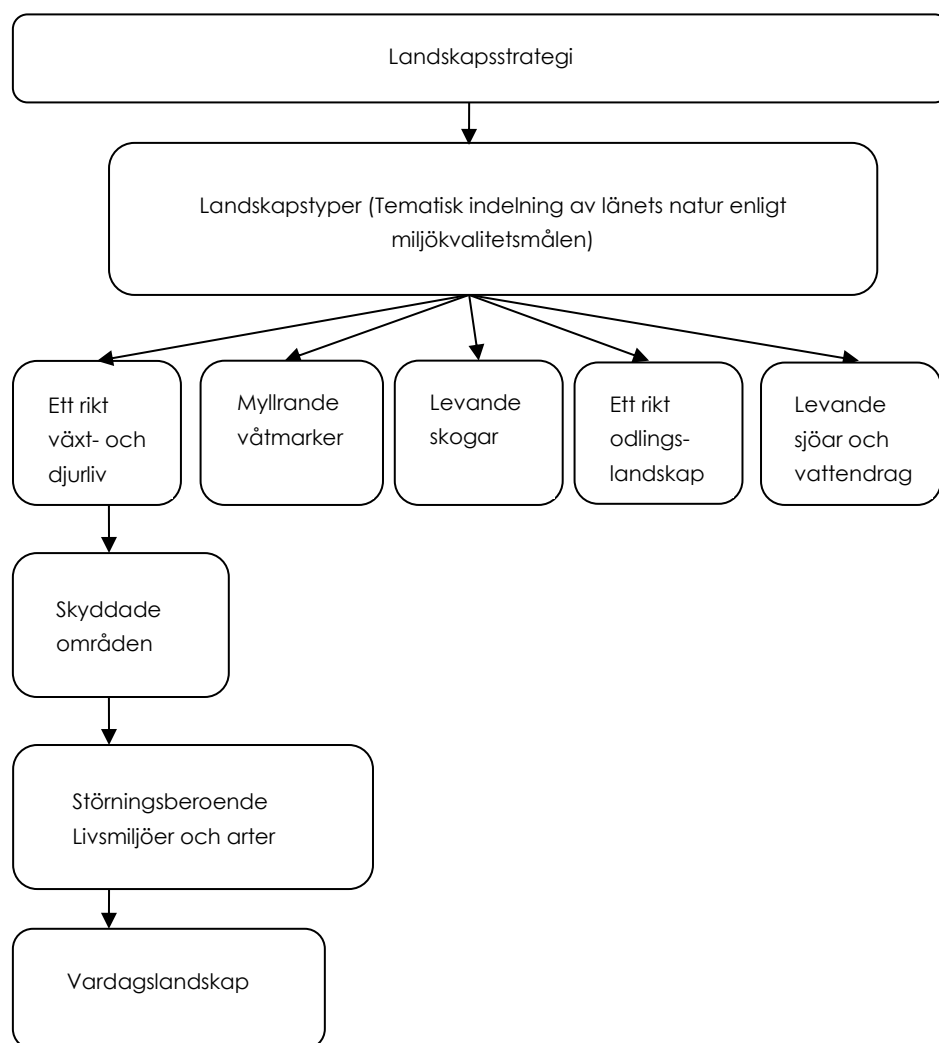 Landskapsstrategi
Landskapstyper (Tematisk indelning av länets natur enligt
miljökvalitetsmålen)
Ett rikt
växt- och
djurliv
Myllrande
våtmarker
Levande
skogar
Ett rikt
odlings-
landskap
Levande
sjöar och
vattendrag
Skyddade
områden
Störningsberoende
Livsmiljöer och arter
Vardagslandskap